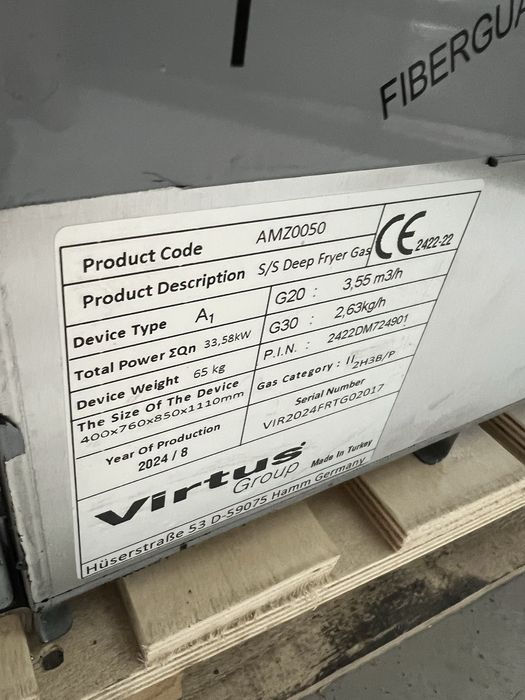 FIBERGUA
Product Code AMZ0050
Product Description S/S Deep Fryer Gas
CE 2422-22
Device Type A1
G20 : 3,55 m3/h
Total Power ΣQn 33,58kW
G30 : 2,63kg/h
Device Weight 65 kg
P.I.N. : 2422DM724901
The Size Of The Device
400x760x850x1110mm
Gas Category : II2H3B/P
Year Of Production
2024 / 8
Serial Number
VIR2024FRTG02017
Virtus
Group
Made In Turkey
Hüserstraße 53 D-59075 Hamm Germany